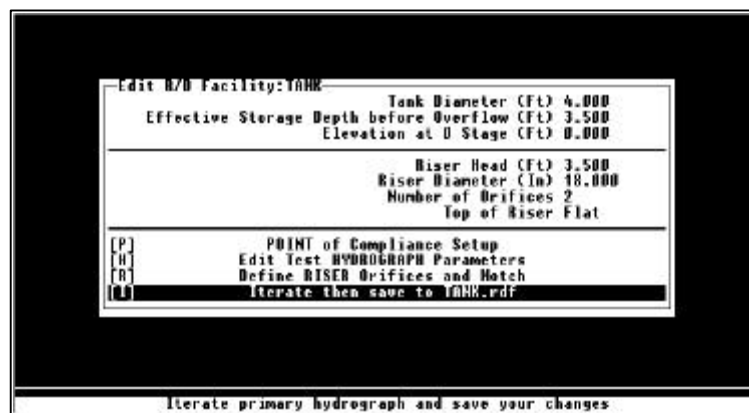 Edit R/D Facility:TANK
Tank Diameter (Ft) 4.000
Effective Storage Depth before Overflow (Ft) 3.500
Elevation at 0 Stage (Ft) 0.000
Riser Head (Ft) 3.500
Riser Diameter (In) 18.000
Number of Orifices 2
Top of Riser Flat
[P] POINT of Compliance Setup
[H] Edit Test HYDROGRAPH Parameters
[R] Define RISER Orifices and Notch
[I] Iterate then save to TANK.rdf
Iterate primary hydrograph and save your changes